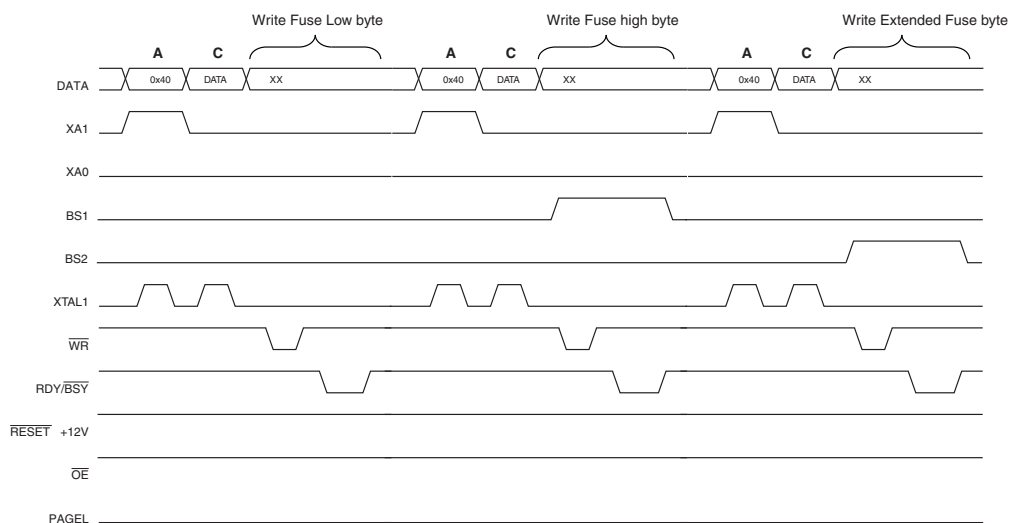 Write Fuse Low byte Write Fuse high byte Write Extended Fuse byte
A C A C A C
DATA 0x40 DATA XX 0x40 DATA XX 0x40 DATA XX
XA1
XA0
BS1
BS2
XTAL1
WR
RDY/BSY
RESET +12V
OE
PAGEL